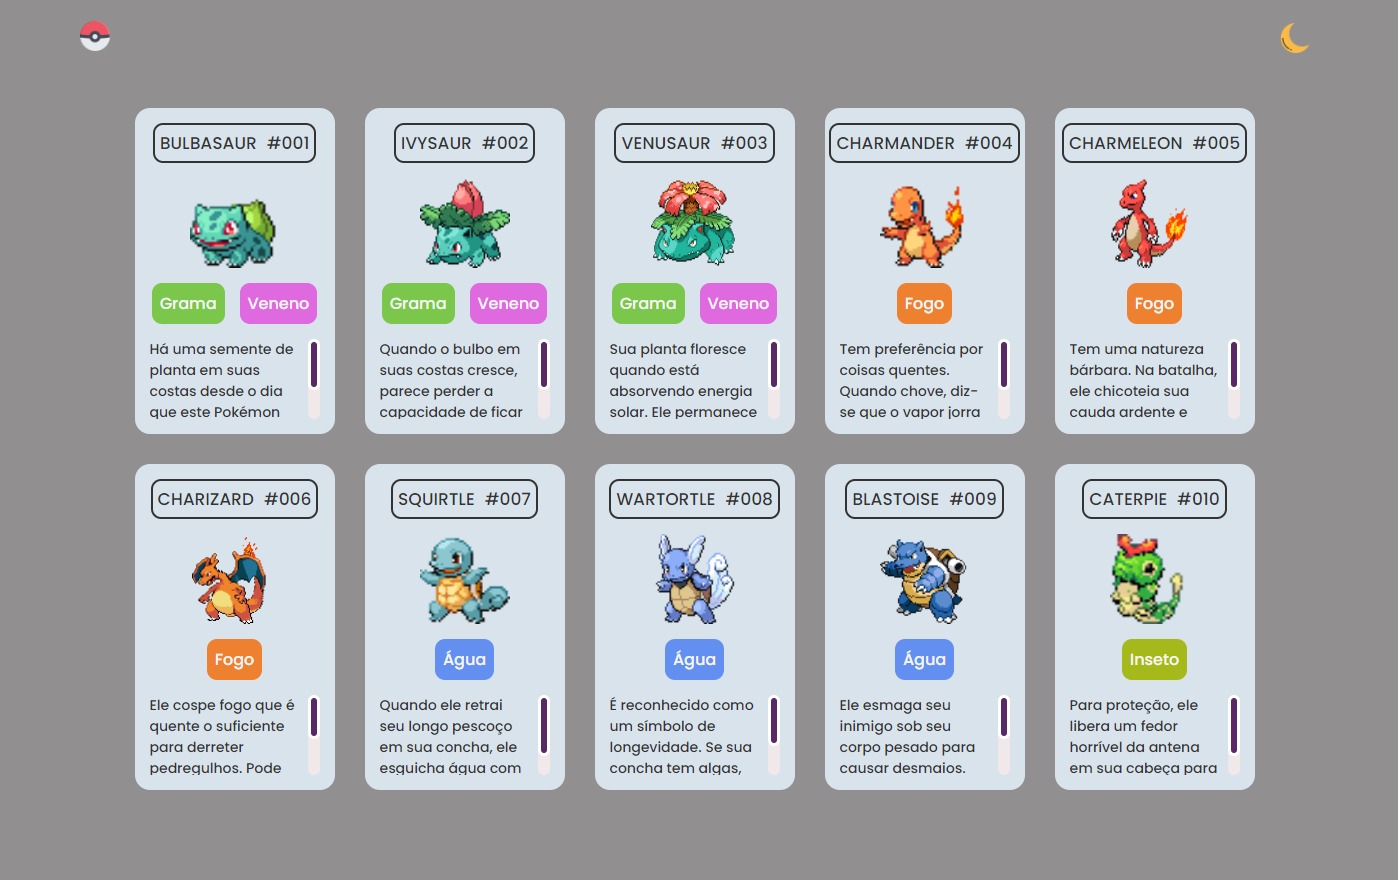 BULBASAUR #001
Grama Veneno
Há uma semente de
planta em suas
costas desde o dia
que este Pokémon
IVYSAUR #002
Grama Veneno
Quando o bulbo em
suas costas cresce,
parece perder a
capacidade de ficar
VENUSAUR #003
Grama Veneno
Sua planta floresce
quando está
absorvendo energia
solar. Ele permanece
CHARMANDER #004
Fogo
Tem preferência por
coisas quentes.
Quando chove, diz-
se que o vapor jorra
CHARMELEON #005
Fogo
Tem uma natureza
bárbara. Na batalha,
ele chicoteia sua
cauda ardente e
CHARIZARD #006
Fogo
Ele cospe fogo que é
quente o suficiente
para derreter
pedregulhos. Pode
SQUIRTLE #007
Água
Quando ele retrai
seu longo pescoço
em sua concha, ele
esguicha água com
WARTORTLE #008
Água
É reconhecido como
um símbolo de
longevidade. Se sua
concha tem algas,
BLASTOISE #009
Água
Ele esmaga seu
inimigo sob seu
corpo pesado para
causar desmaios.
CATERPIE #010
Inseto
Para proteção, ele
libera um fedor
horrível da antena
em sua cabeça para